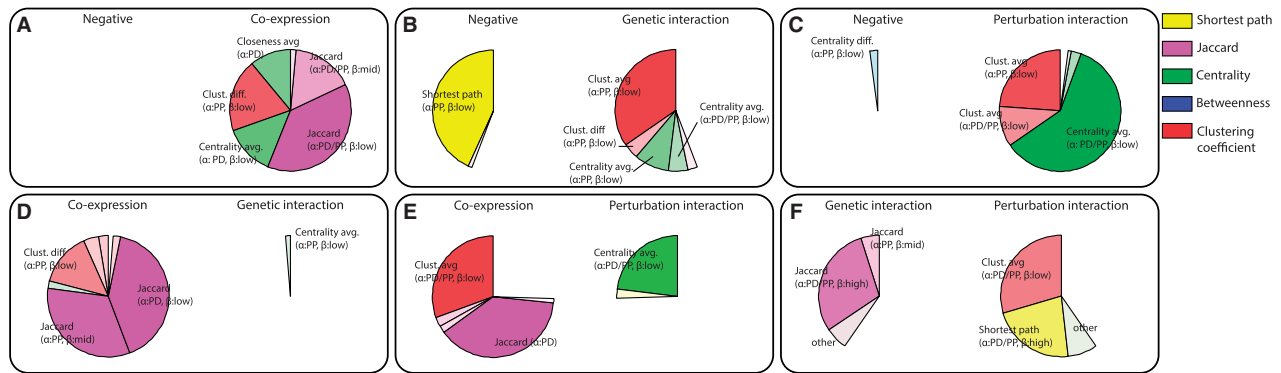 A
Negative
Co-expression
Closeness avg
(α:PD)
Jaccard
(α:PD/PP, β:mid)
Clust. diff.
(α:PP, β:low)
Centrality avg.
(α: PD, β:low)
Jaccard
(α:PD/PP, β:low)
B
Negative
Genetic interaction
Shortest path
(α:PP, β:low)
Clust. avg
(α:PP, β:low)
Centrality avg.
(α:PD/PP, β:low)
Clust. diff
(α:PP, β:low)
Centrality avg.
(α:PP, β:low)
C
Negative
Perturbation interaction
Centrality diff.
(α:PP, β:low)
Clust. avg
(α:PP, β:low)
Clust. avg
(α:PD/PP, β:low)
Centrality avg.
(α: PD/PP, β:low)
Shortest path
Jaccard
Centrality
Betweenness
Clustering
coefficient
D
Co-expression
Genetic interaction
Centrality avg.
(α:PP, β:low)
Clust. diff
(α:PP, β:low)
Jaccard
(α:PD, β:low)
Jaccard
(α:PP, β:mid)
E
Co-expression
Perturbation interaction
Clust. avg
(α:PD/PP, β:low)
Centrality avg.
(α:PD/PP, β:low)
Jaccard (α:PD)
F
Genetic interaction
Perturbation interaction
Jaccard
(α:PP, β:mid)
Jaccard
(α:PD/PP, β:high)
other
Clust. avg
(α:PD/PP, β:low)
Shortest path
(α:PD/PP, β:high)
other